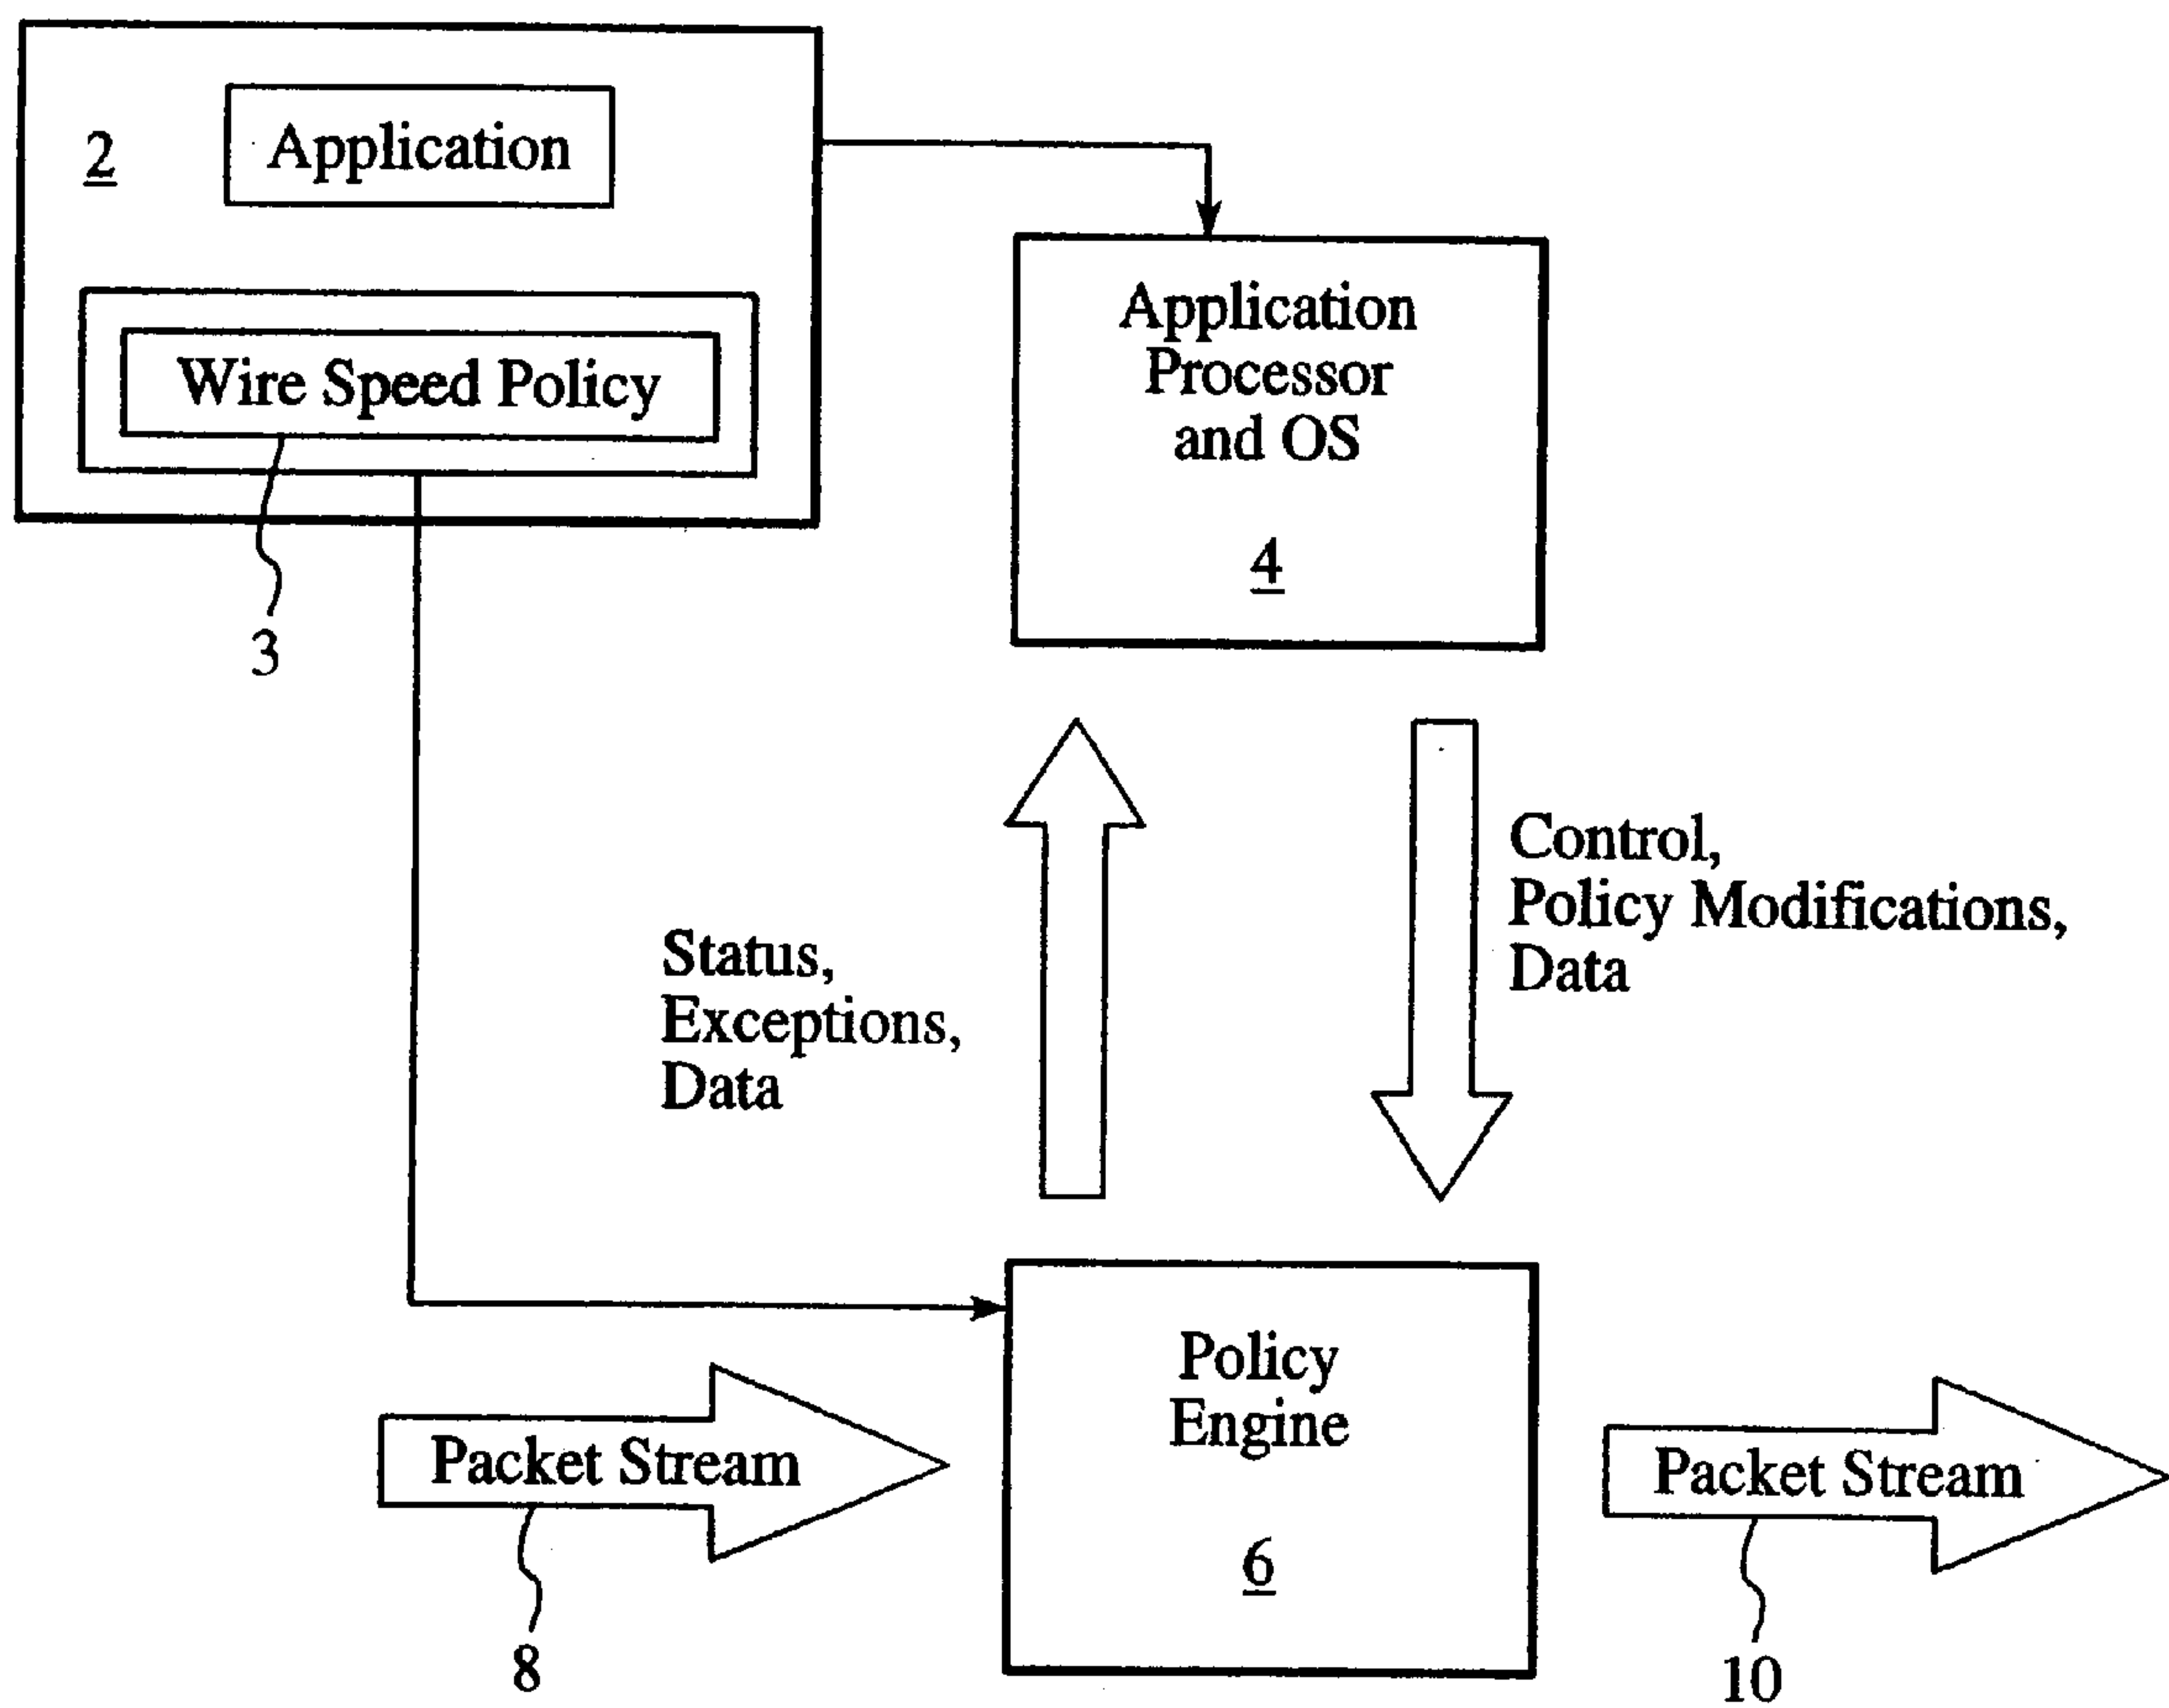 2
Application
Wire Speed Policy
3
Application
Processor
and OS
4
Status,
Exceptions,
Data
Control,
Policy Modifications,
Data
Packet Stream
8
Policy
Engine
6
Packet Stream
10